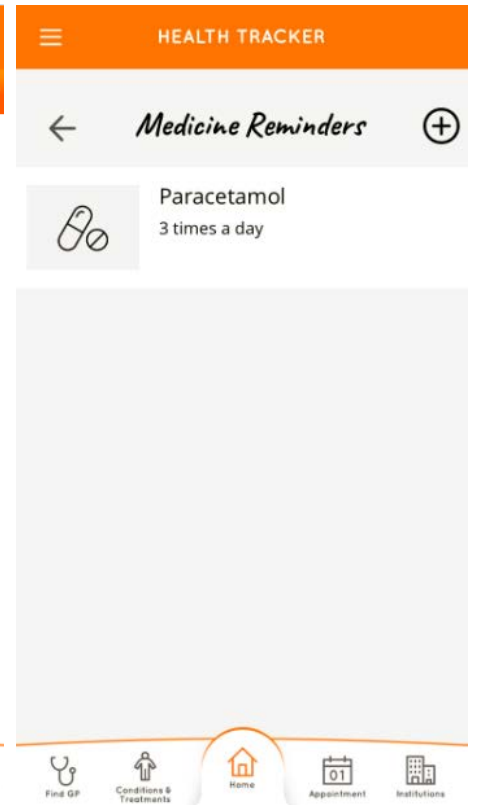 HEALTH TRACKER
Medicine Reminders
Paracetamol
3 times a day
01
Find GP
Conditions &
Treatments
Home
Appointment
Institutions